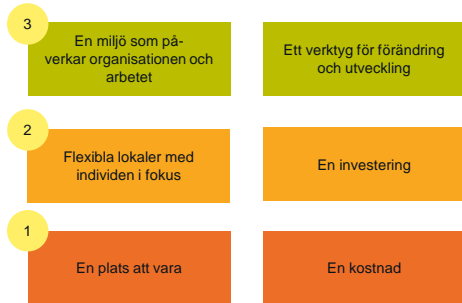 3
En miljö som på-
verkar organisationen och
arbetet
Ett verktyg för förändring
och utveckling
2
Flexibla lokaler med
individen i fokus
En investering
1
En plats att vara
En kostnad